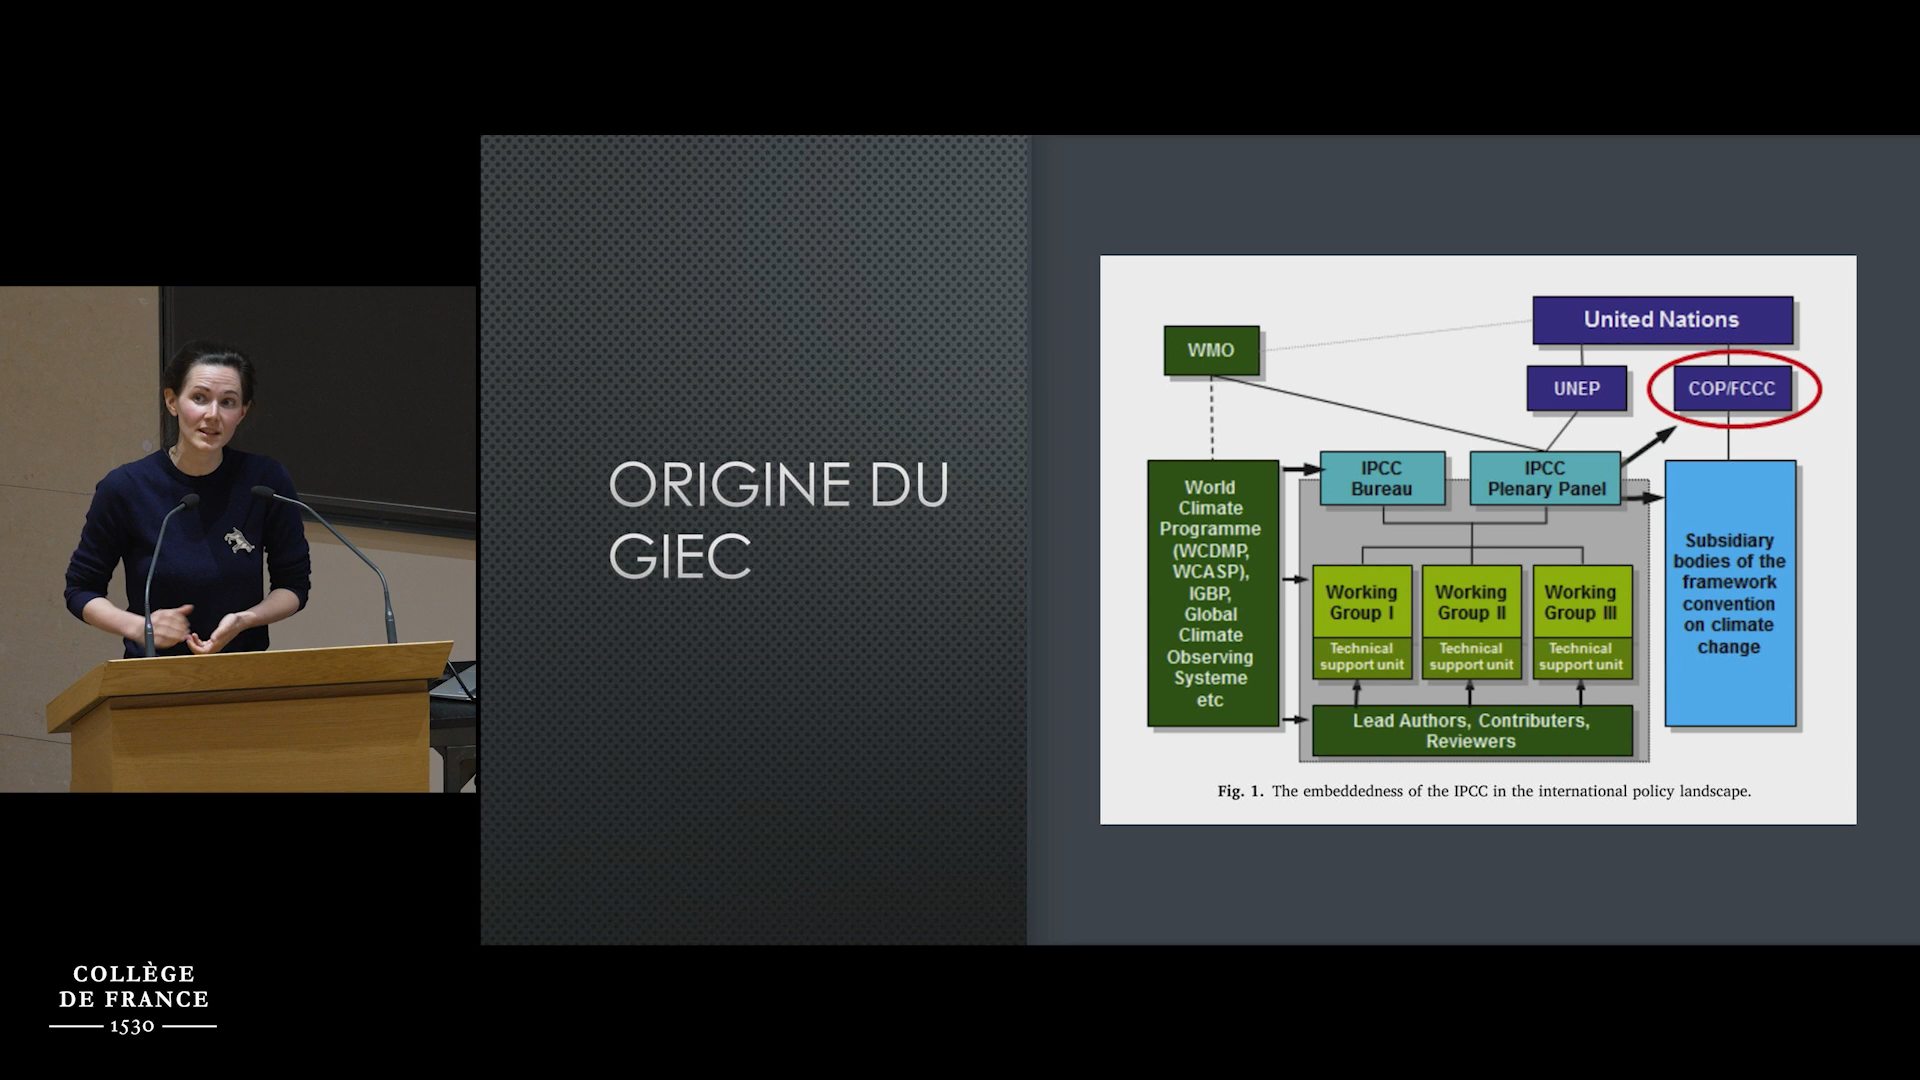 ORIGINE DU
GIEC
United Nations
WMO
UNEP
COP/FCCC
IPCC
Bureau
IPCC
Plenary Panel
World
Climate
Programme
(WCDMP,
WCASP),
IGBP,
Global
Climate
Observing
Systeme
etc
Working
Group I
Technical
support unit
Working
Group II
Technical
support unit
Working
Group III
Technical
support unit
Lead Authors, Contributers,
Reviewers
Subsidiary
bodies of the
framework
convention
on climate
change
Fig. 1. The embeddedness of the IPCC in the international policy landscape.
COLLÈGE
DE FRANCE
1530